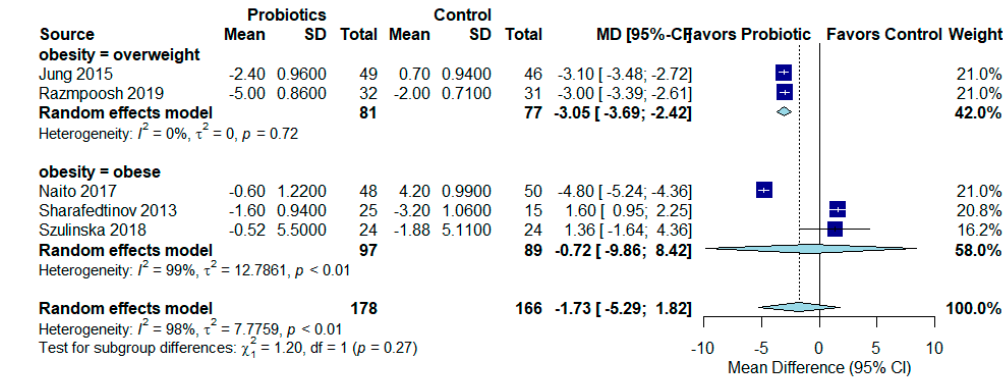 Probiotics Control
Source Mean SD Total Mean SD Total MD [95%-CI] Favors Probiotic Favors Control Weight
obesity = overweight
Jung 2015 -2.40 0.9600 49 0.70 0.9400 46 -3.10 [ -3.48; -2.72] 21.0%
Razmpoosh 2019 -5.00 0.8600 32 -2.00 0.7100 31 -3.00 [ -3.39; -2.61] 21.0%
Random effects model 81 77 -3.05 [ -3.69; -2.42] 42.0%
Heterogeneity: I² = 0%, τ² = 0, p = 0.72
obesity = obese
Naito 2017 -0.60 1.2200 48 4.20 0.9900 50 -4.80 [ -5.24; -4.36] 21.0%
Sharafedtinov 2013 -1.60 0.9400 25 -3.20 1.0600 15 1.60 [ 0.95; 2.25] 20.8%
Szulinska 2018 -0.52 5.5000 24 -1.88 5.1100 24 1.36 [ -1.64; 4.36] 16.2%
Random effects model 97 89 -0.72 [ -9.86; 8.42] 58.0%
Heterogeneity: I² = 99%, τ² = 12.7861, p < 0.01
Random effects model 178 166 -1.73 [ -5.29; 1.82] 100.0%
Heterogeneity: I² = 98%, τ² = 7.7759, p < 0.01
Test for subgroup differences: χ²₁ = 1.20, df = 1 (p = 0.27)
-10 -5 0 5 10
Mean Difference (95% CI)